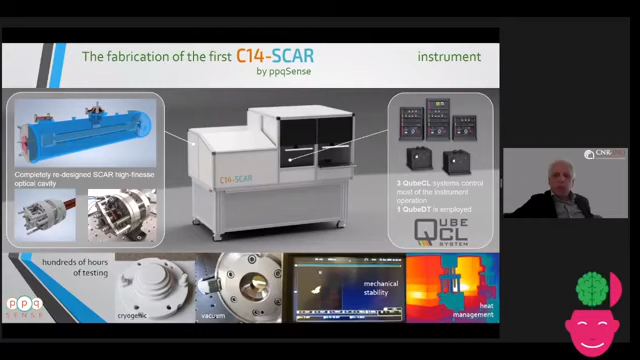 The fabrication of the first C14-SCAR instrument
by ppqSense
Completely re-designed SCAR high-finesse
optical cavity
C14-SCAR
3 QubeCL systems control
most of the instrument
operation
1 QubeDT is employed
QUBE
CL
SYSTEM
hundreds of hours
of testing
cryogenic
vacuum
mechanical
stability
heat
management
ppq
SENSE